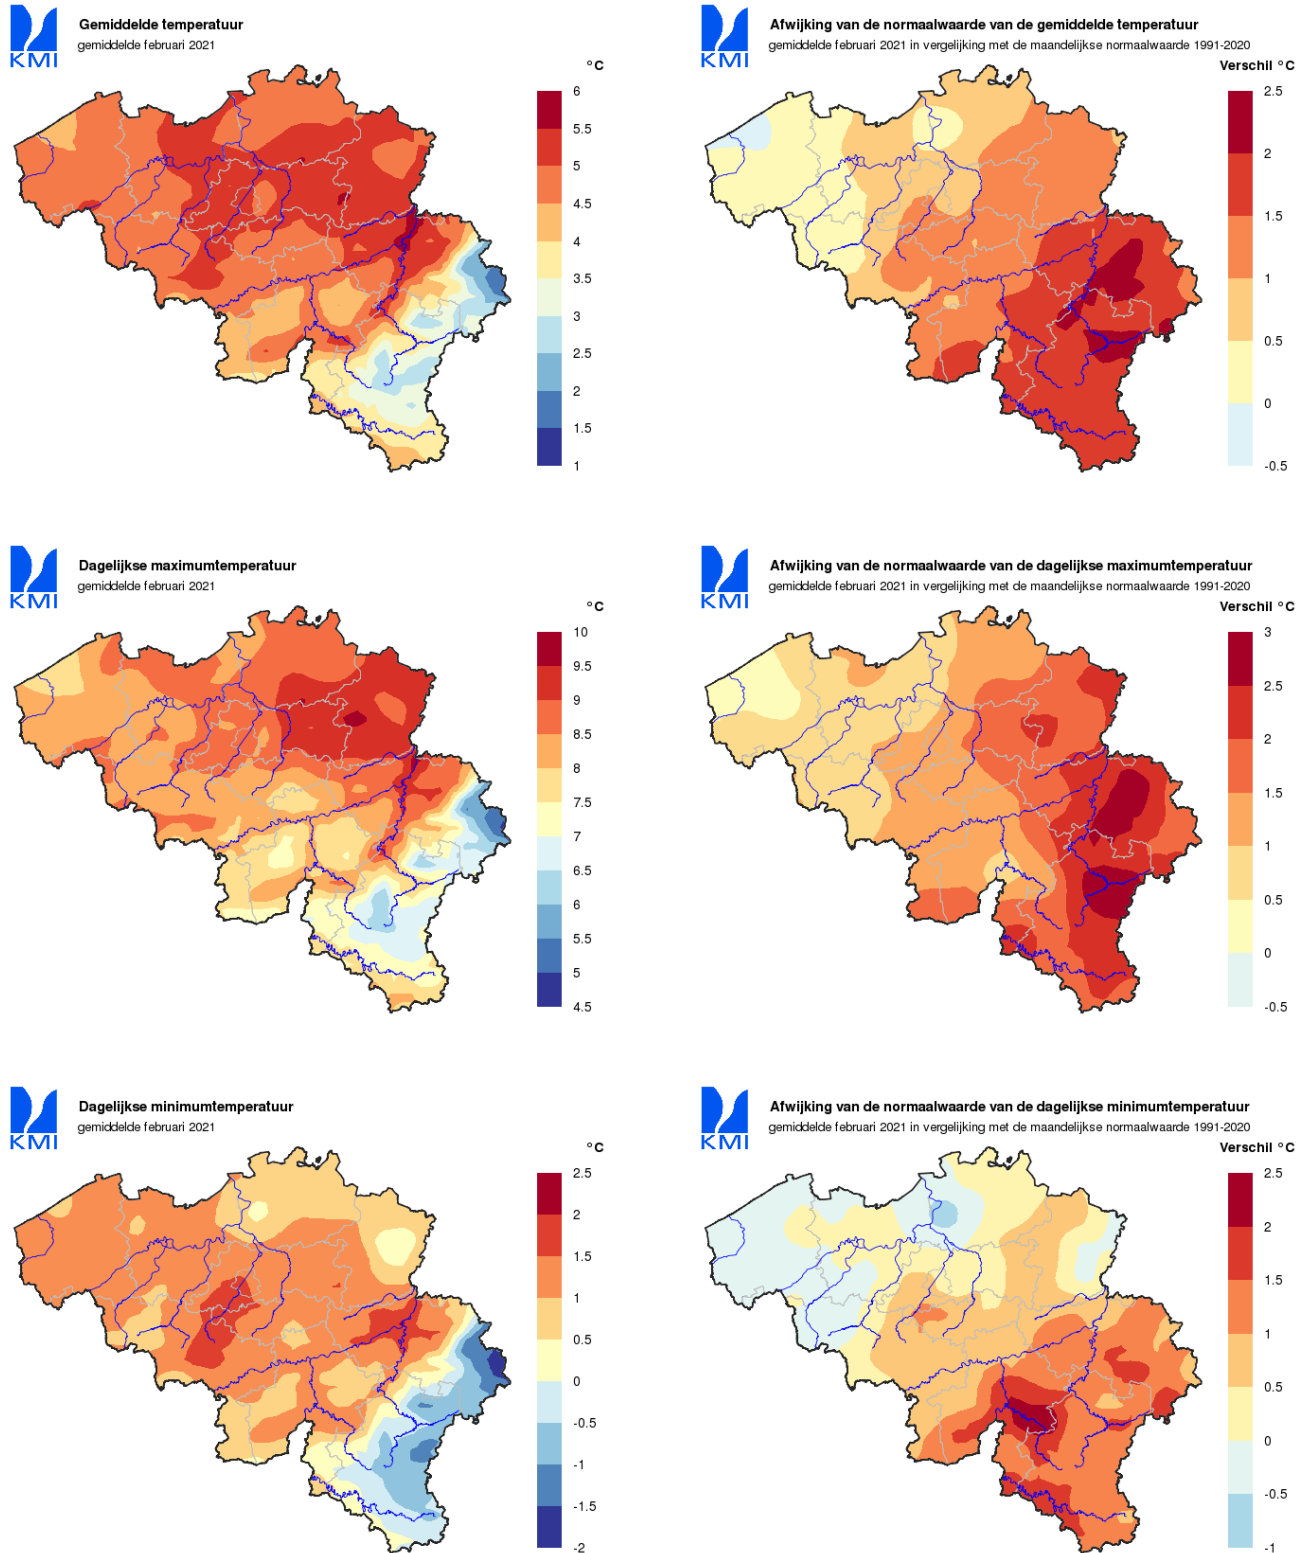 Gemiddelde temperatuur
gemiddelde februari 2021
KMI
°C
6
5.5
5
4.5
4
3.5
3
2.5
2
1.5
1
Afwijking van de normaalwaarde van de gemiddelde temperatuur
gemiddelde februari 2021 in vergelijking met de maandelijkse normaalwaarde 1991-2020
KMI
Verschil °C
2.5
2
1.5
1
0.5
0
-0.5
Dagelijkse maximumtemperatuur
gemiddelde februari 2021
KMI
°C
10
9.5
9
8.5
8
7.5
7
6.5
6
5.5
5
4.5
Afwijking van de normaalwaarde van de dagelijkse maximumtemperatuur
gemiddelde februari 2021 in vergelijking met de maandelijkse normaalwaarde 1991-2020
KMI
Verschil °C
3
2.5
2
1.5
1
0.5
0
-0.5
Dagelijkse minimumtemperatuur
gemiddelde februari 2021
KMI
°C
2.5
2
1.5
1
0.5
0
-0.5
-1
-1.5
-2
Afwijking van de normaalwaarde van de dagelijkse minimumtemperatuur
gemiddelde februari 2021 in vergelijking met de maandelijkse normaalwaarde 1991-2020
KMI
Verschil °C
2.5
2
1.5
1
0.5
0
-0.5
-1